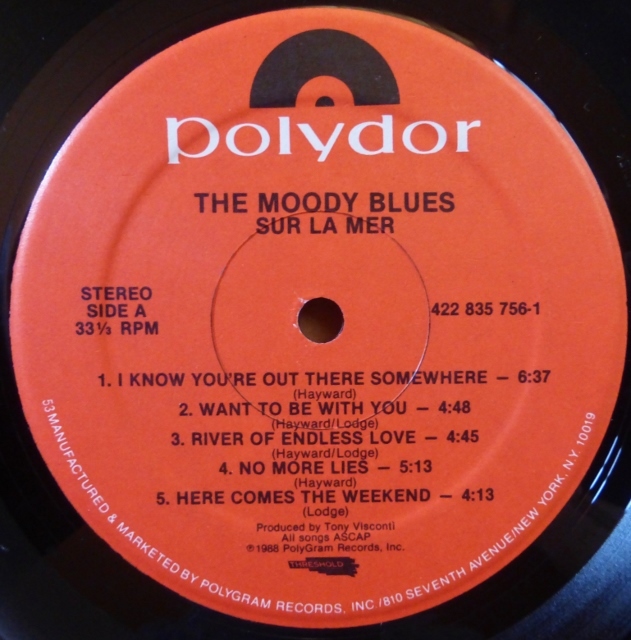 polydor
THE MOODY BLUES
SUR LA MER
STEREO
SIDE A
33⅓ RPM
422 835 756-1
1. I KNOW YOU'RE OUT THERE SOMEWHERE — 6:37
(Hayward)
2. WANT TO BE WITH YOU — 4:48
(Hayward/Lodge)
3. RIVER OF ENDLESS LOVE — 4:45
(Hayward/Lodge)
4. NO MORE LIES — 5:13
(Hayward)
5. HERE COMES THE WEEKEND — 4:13
(Lodge)
Produced by Tony Visconti
All songs ASCAP
℗1988 PolyGram Records, Inc.
THRESHOLD
53 MANUFACTURED & MARKETED BY POLYGRAM RECORDS, INC /810 SEVENTH AVENUE/NEW YORK, N.Y. 10019